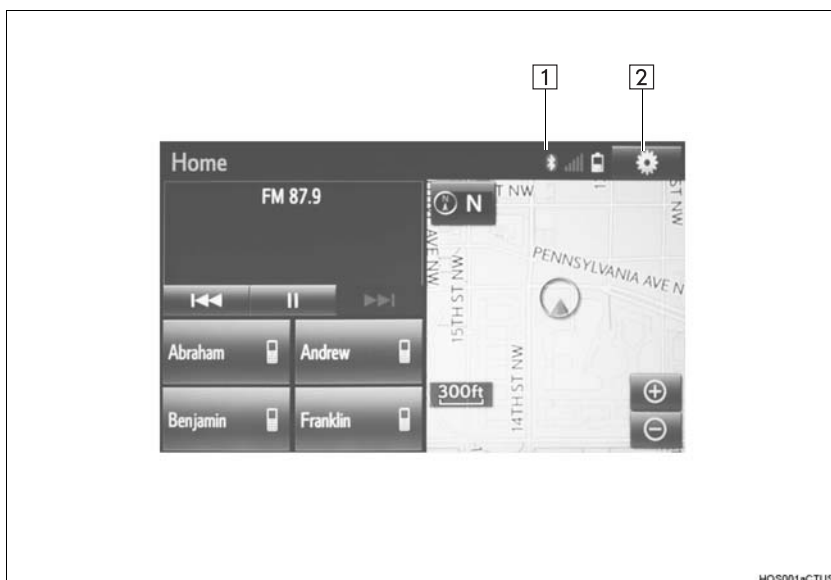 1 2
Home
FM 87.9
N
T NW
ST NW
AVE NW
15TH ST NW
PENNSYLVANIA AVE N
14TH ST NW
300ft
Abraham
Andrew
Benjamin
Franklin